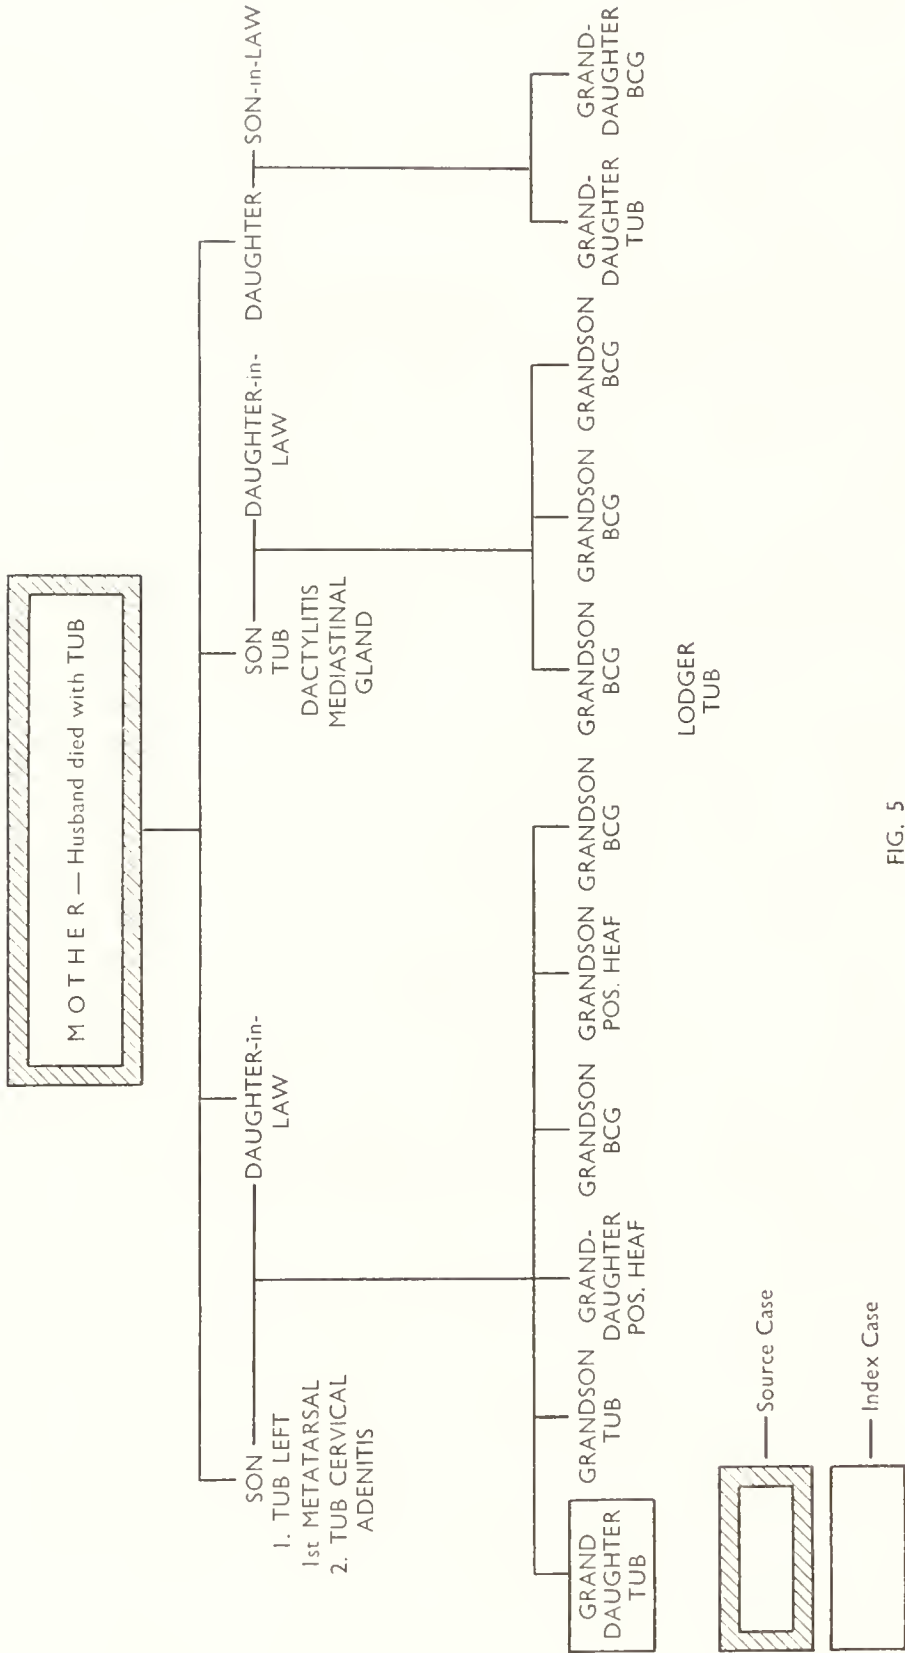 MOTHER — Husband died with TUB
SON
1. TUB LEFT
1st METATARSAL
2. TUB CERVICAL
ADENITIS
DAUGHTER-in-
LAW
SON
TUB
DACTYLITIS
MEDIASTINAL
GLAND
DAUGHTER-in-
LAW
DAUGHTER
SON-in-LAW
GRAND
DAUGHTER
TUB
GRANDSON
TUB
GRAND-
DAUGHTER
POS. HEAF
GRANDSON
BCG
GRANDSON
POS. HEAF
GRANDSON
BCG
GRANDSON
BCG
GRANDSON
BCG
GRANDSON
BCG
GRAND-
DAUGHTER
TUB
GRAND-
DAUGHTER
BCG
LODGER
TUB
Source Case
Index Case
FIG. 5